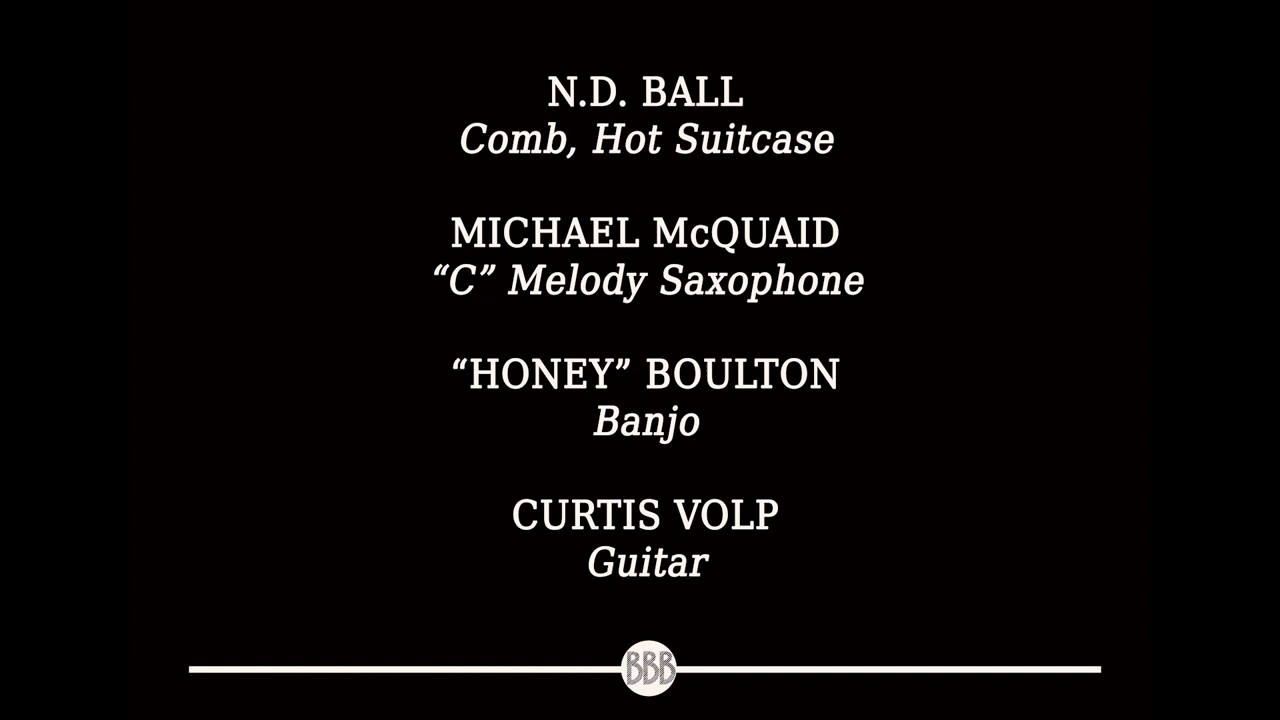 N.D. BALL
Comb, Hot Suitcase
MICHAEL McQUAID
“C” Melody Saxophone
“HONEY” BOULTON
Banjo
CURTIS VOLP
Guitar
BBB